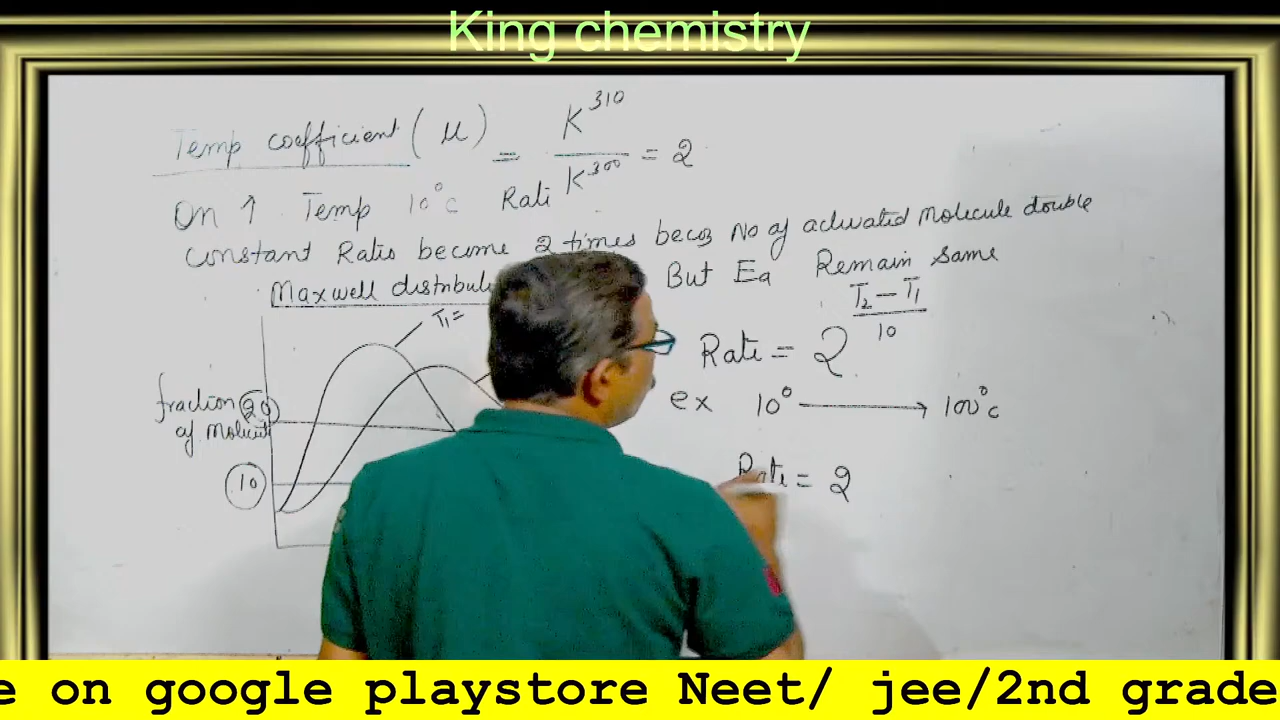 King chemistry
Temp coefficient (μ) = K³¹⁰ / K³⁰⁰ = 2
On ↑ Temp 10°c Rate
constant Ratio become 2 times becoz No of activated Molecule double
But Ea Remain same
Maxwell distribu
T₁ =
fraction
of Molecule
20
10
Rate = 2^(T₂ – T₁ / 10)
ex 10° → 100°c
Rate = 2
e on google playstore Neet/ jee/2nd grade